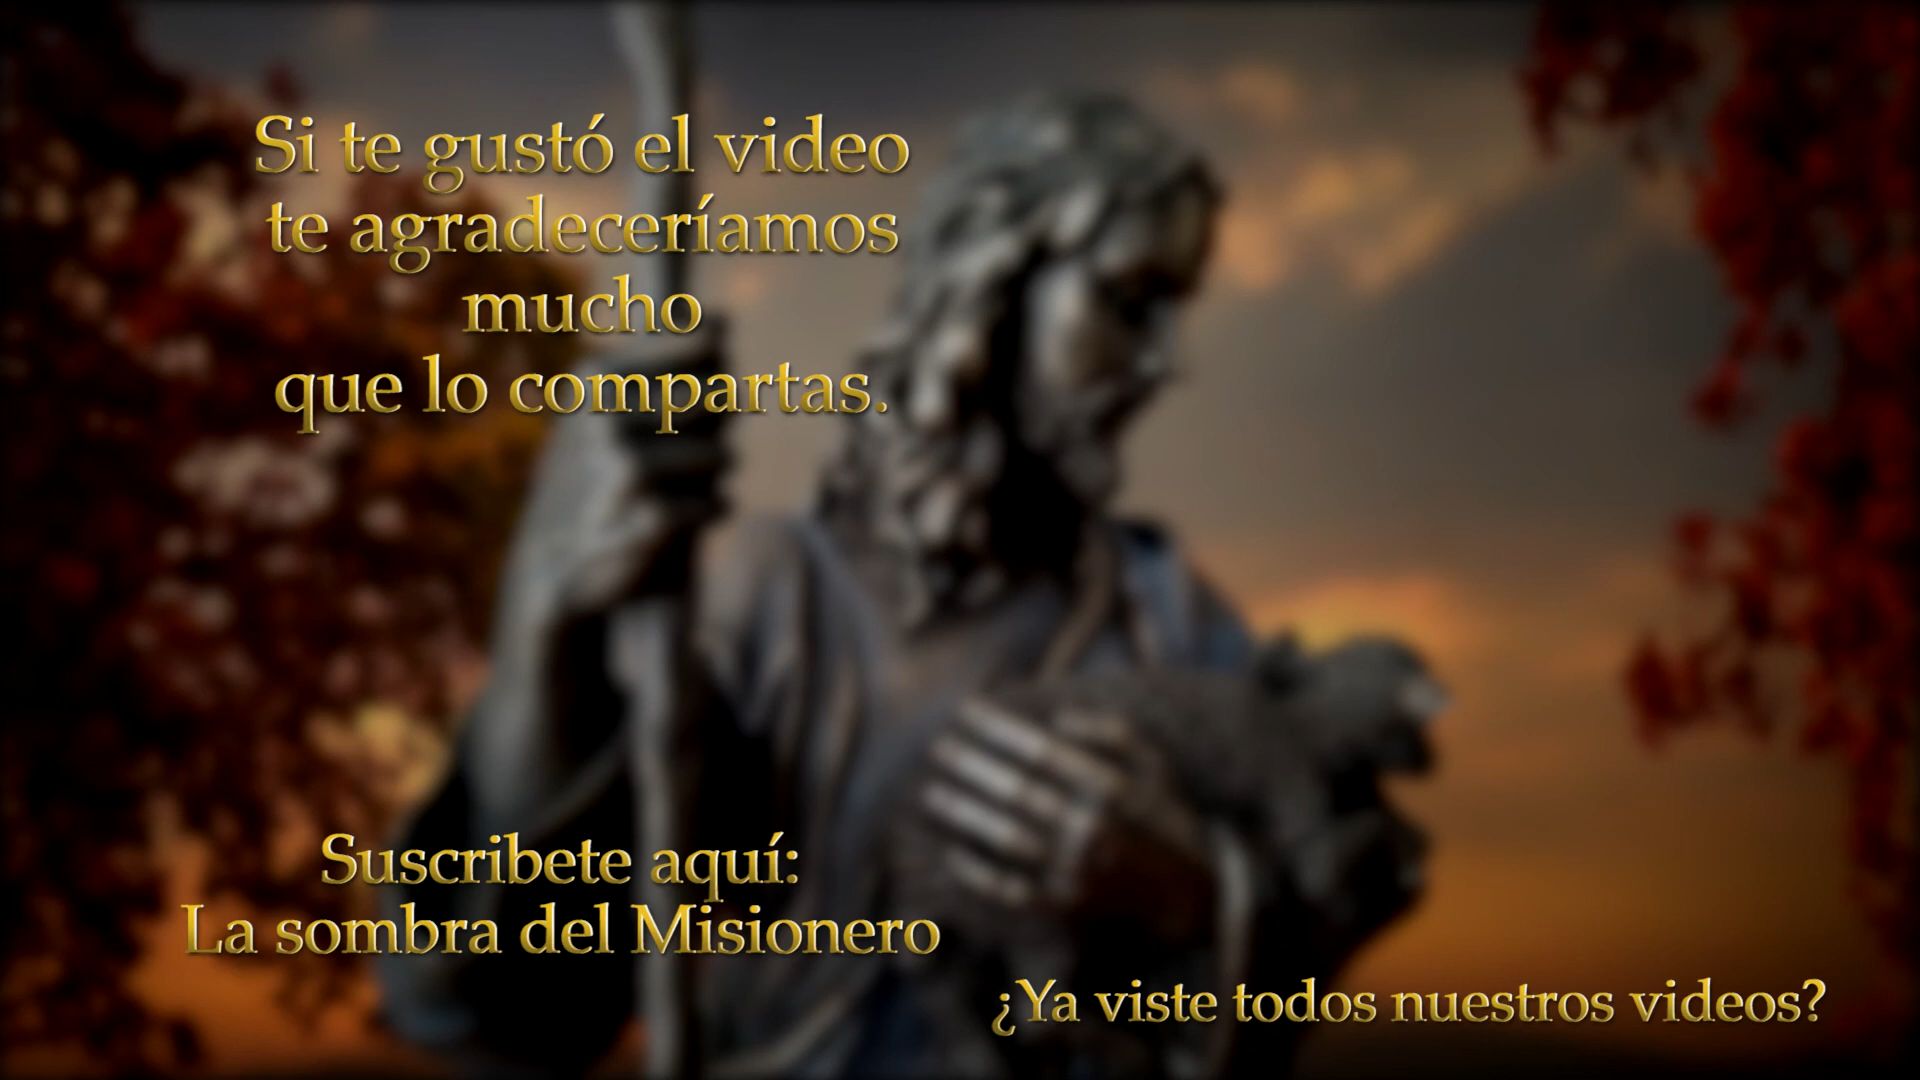 Si te gustó el video
te agradeceríamos
mucho
que lo compartas.
Suscribete aquí:
La sombra del Misionero
¿Ya viste todos nuestros videos?